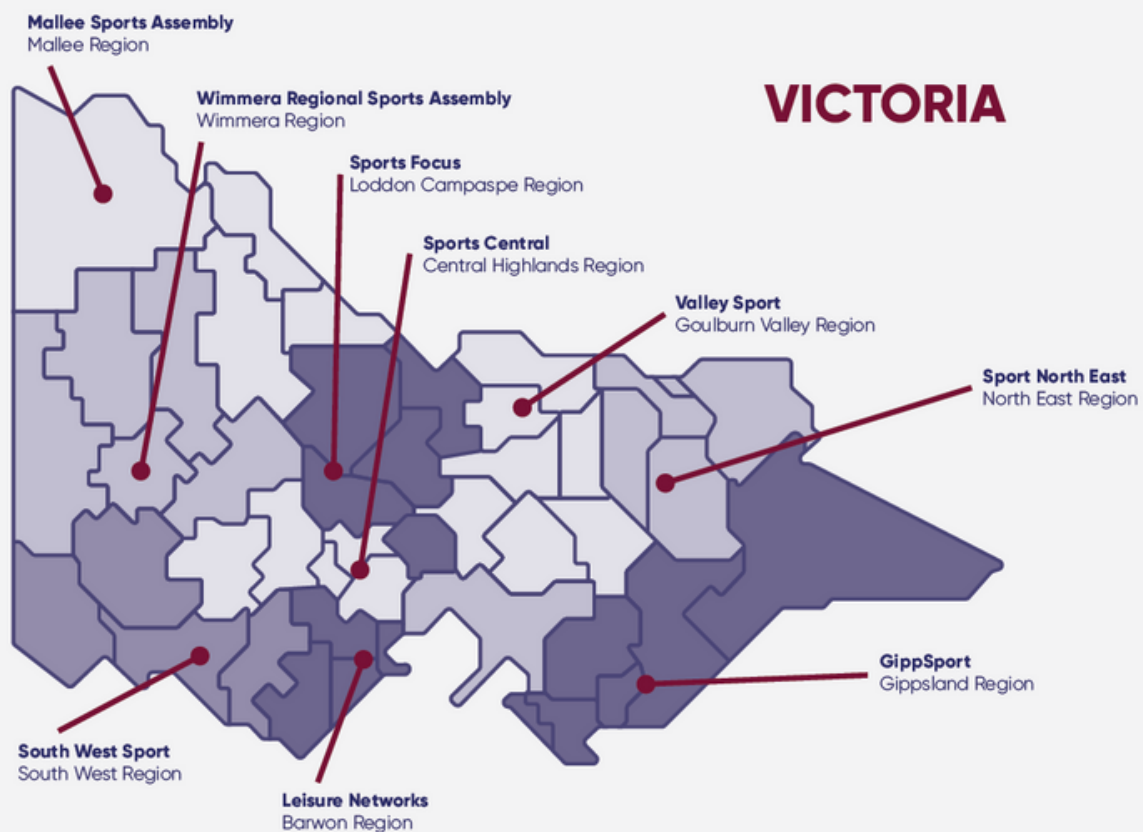 Mallee Sports Assembly
Mallee Region
Wimmera Regional Sports Assembly
Wimmera Region
VICTORIA
Sports Focus
Loddon Campaspe Region
Sports Central
Central Highlands Region
Valley Sport
Goulburn Valley Region
Sport North East
North East Region
GippSport
Gippsland Region
South West Sport
South West Region
Leisure Networks
Barwon Region